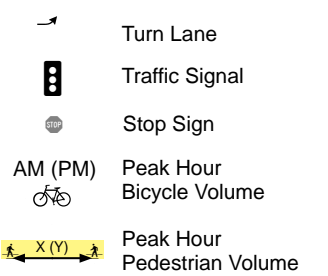 Turn Lane
Traffic Signal
STOP Stop Sign
AM (PM) Peak Hour
Bicycle Volume
X (Y) Peak Hour
Pedestrian Volume